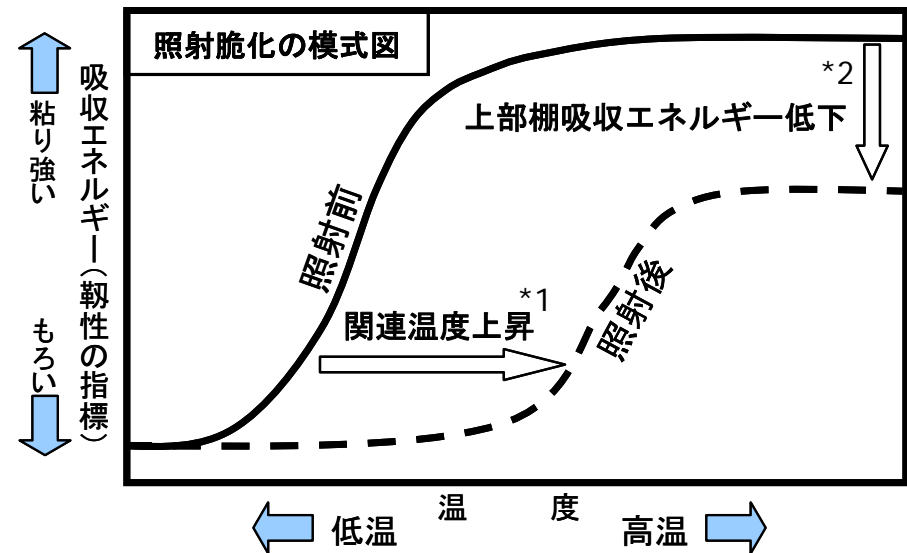 照射脆化の模式図
粘り強い
もろい
吸収エネルギー(靱性の指標)
照射前
*2
上部棚吸収エネルギー低下
*1
関連温度上昇
照射後
温度
低温
高温